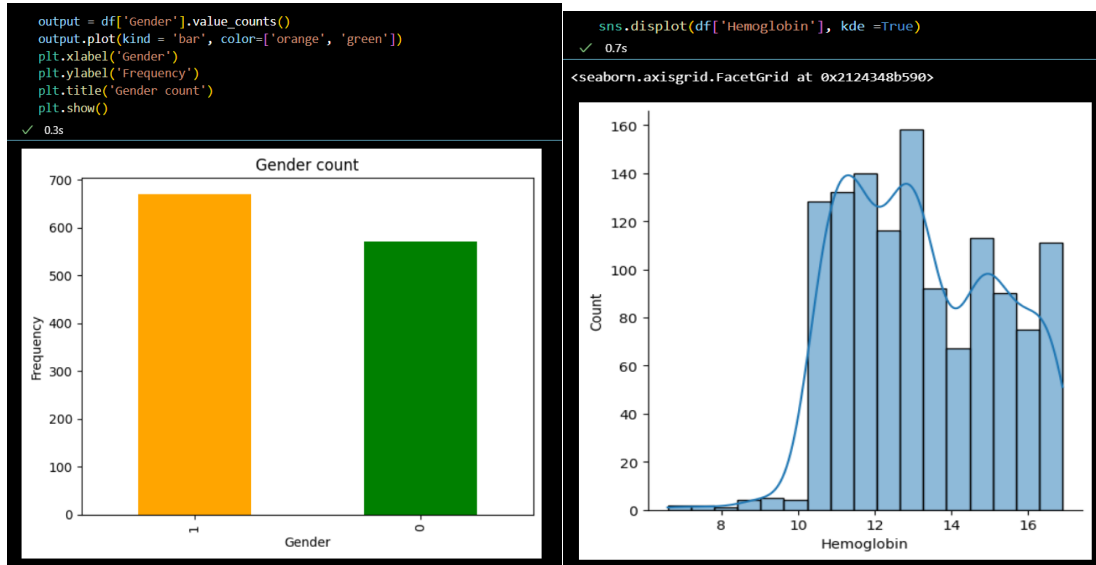 output = df['Gender'].value_counts()
output.plot(kind = 'bar', color=['orange', 'green'])
plt.xlabel('Gender')
plt.ylabel('Frequency')
plt.title('Gender count')
plt.show()
✓ 0.3s
Gender count
700
600
500
400
300
200
100
0
Frequency
1
0
Gender
sns.displot(df['Hemoglobin'], kde =True)
✓ 0.7s
<seaborn.axisgrid.FacetGrid at 0x2124348b590>
160
140
120
100
80
60
40
20
0
Count
8
10
12
14
16
Hemoglobin